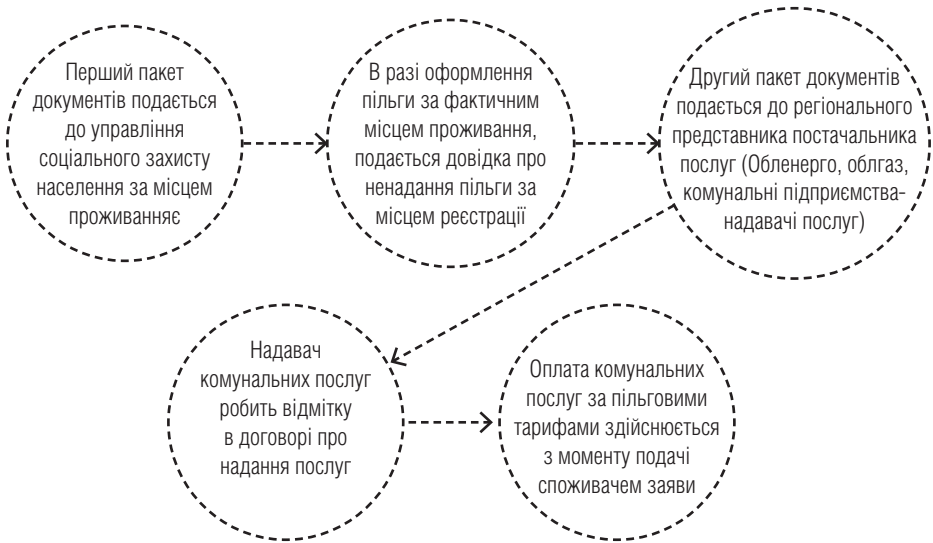 Перший пакет
документів подається
до управління
соціального захисту
населення за місцем
проживанняє
В разі оформлення
пільги за фактичним
місцем проживання,
подається довідка про
ненадання пільги за
місцем реєстрації
Другий пакет документів
подається до регіонального
представника постачальника
послуг (Обленерго, облгаз,
комунальні підприємства-
надавачі послуг)
Надавач
комунальних послуг
робить відмітку
в договорі про
надання послуг
Оплата комунальних
послуг за пільговими
тарифами здійснюється
з моменту подачі
споживачем заяви